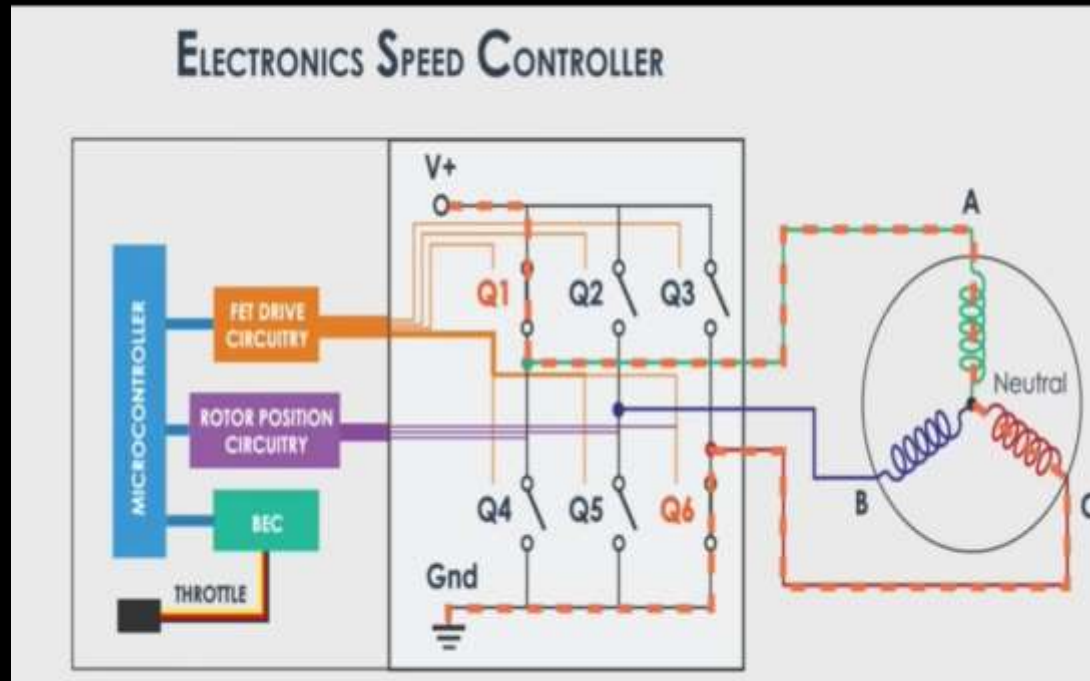 ELECTRONICS SPEED CONTROLLER
V+
A
MICROCONTROLLER
FET DRIVE
CIRCUITRY
Q1
Q2
Q3
Neutral
ROTOR POSITION
CIRCUITRY
B
C
Q4
Q5
Q6
BEC
Gnd
THROTTLE